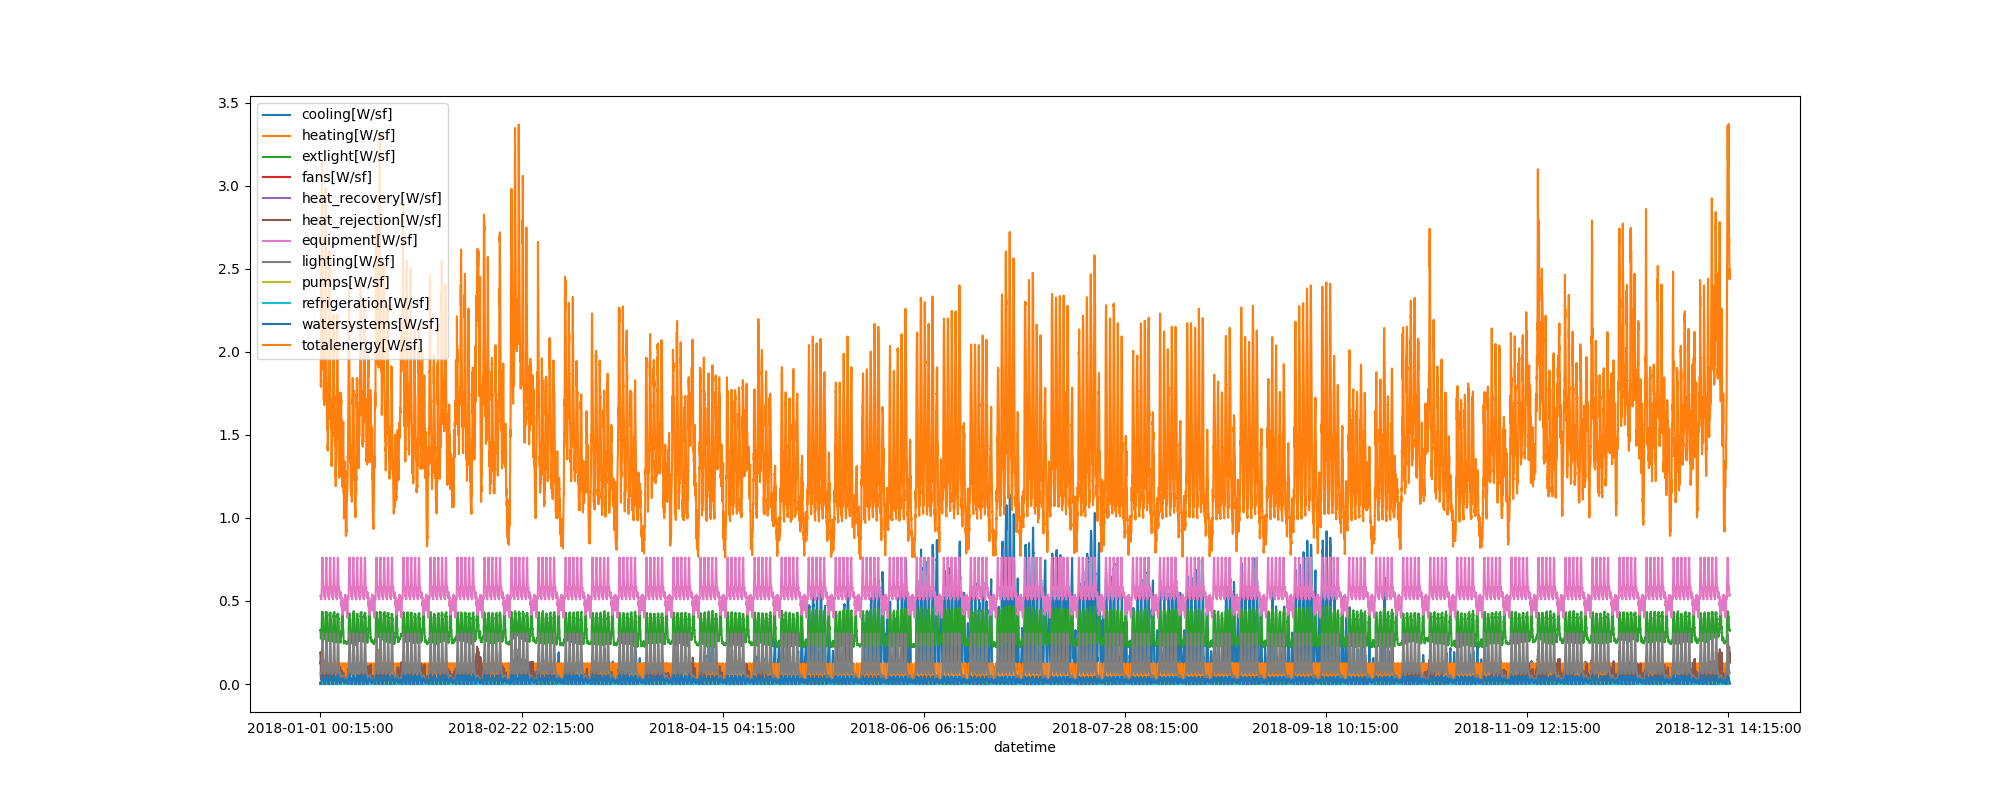 3.5
3.0
2.5
2.0
1.5
1.0
0.5
0.0
cooling[W/sf]
heating[W/sf]
extlight[W/sf]
fans[W/sf]
heat_recovery[W/sf]
heat_rejection[W/sf]
equipment[W/sf]
lighting[W/sf]
pumps[W/sf]
refrigeration[W/sf]
watersystems[W/sf]
totalenergy[W/sf]
2018-01-01 00:15:00 2018-02-22 02:15:00 2018-04-15 04:15:00 2018-06-06 06:15:00 2018-07-28 08:15:00 2018-09-18 10:15:00 2018-11-09 12:15:00 2018-12-31 14:15:00
datetime